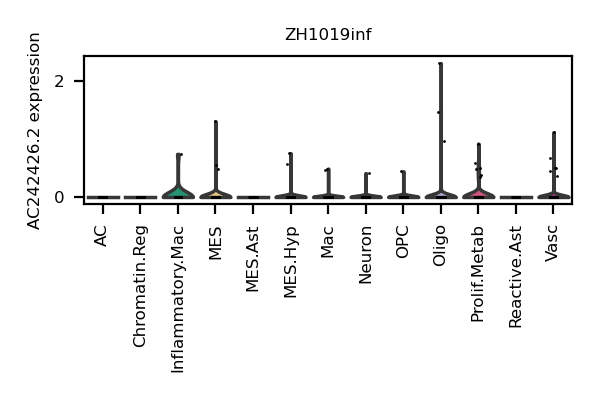 ZH1019inf
AC242426.2 expression
2
0
AC
Chromatin.Reg
Inflammatory.Mac
MES
MES.Ast
MES.Hyp
Mac
Neuron
OPC
Oligo
Prolif.Metab
Reactive.Ast
Vasc